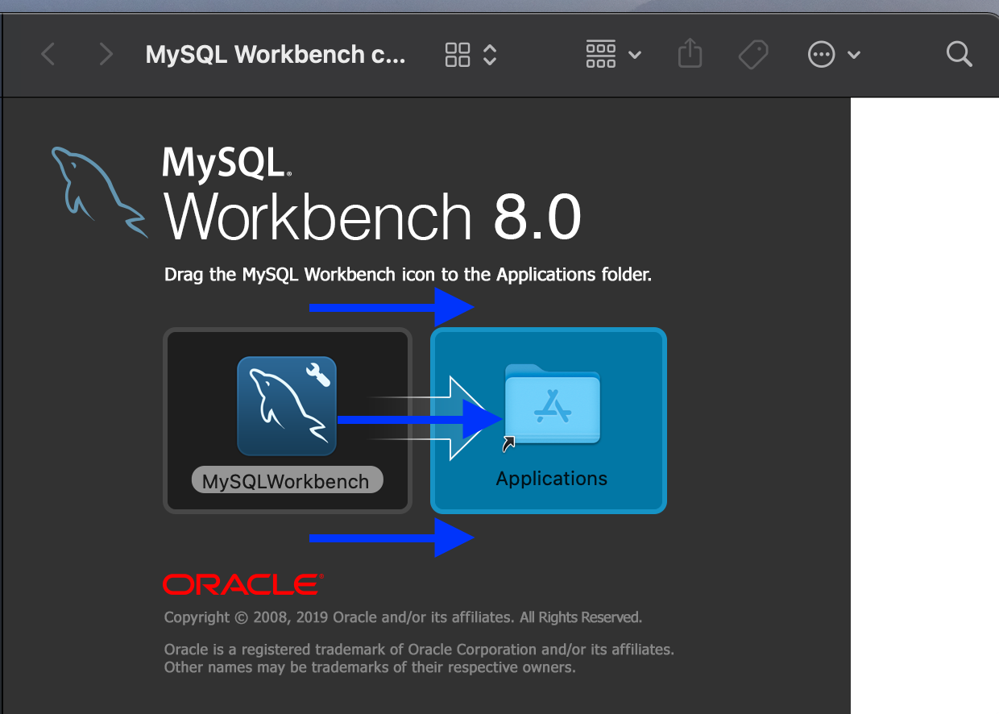 MySQL Workbench c...
MySQL®
Workbench 8.0
Drag the MySQL Workbench icon to the Applications folder.
MySQLWorkbench
Applications
ORACLE®
Copyright © 2008, 2019 Oracle and/or its affiliates. All Rights Reserved.
Oracle is a registered trademark of Oracle Corporation and/or its affiliates.
Other names may be trademarks of their respective owners.